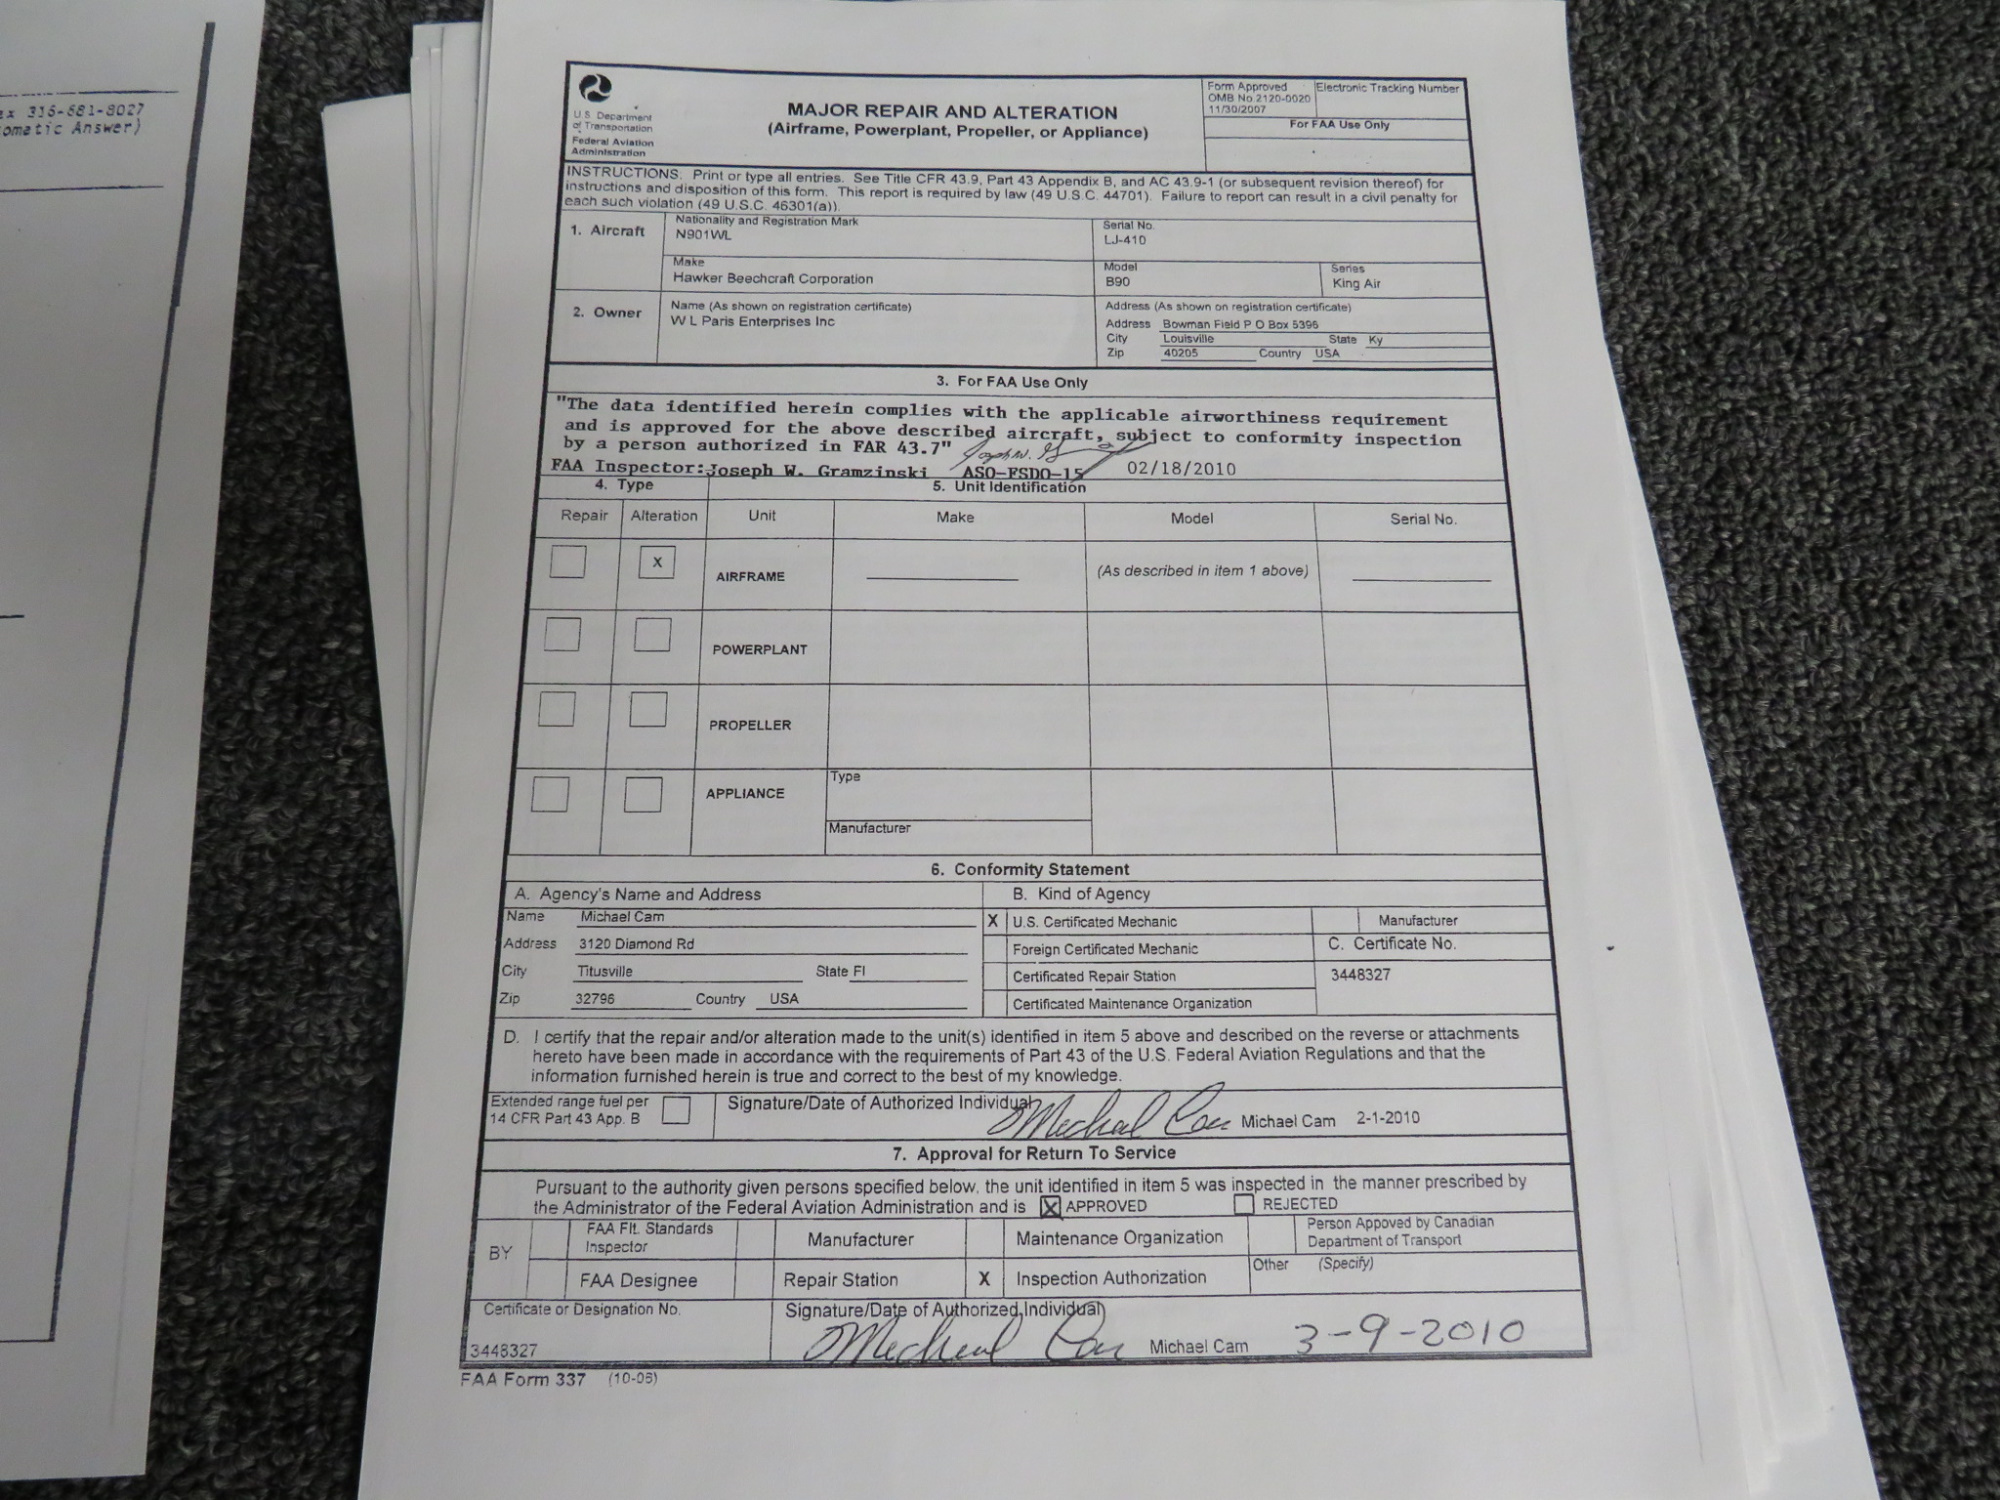 ax 316-681-8027
omatic Answer)
U.S. Department
of Transportation
Federal Aviation
Administration
MAJOR REPAIR AND ALTERATION
(Airframe, Powerplant, Propeller, or Appliance)
Form Approved
OMB No 2120-0020
11/30/2007
Electronic Tracking Number
For FAA Use Only
INSTRUCTIONS: Print or type all entries. See Title CFR 43.9, Part 43 Appendix B, and AC 43.9-1 (or subsequent revision thereof) for
instructions and disposition of this form. This report is required by law (49 U.S.C. 44701). Failure to report can result in a civil penalty for
each such violation (49 U.S.C. 46301(a)).
1. Aircraft
Nationality and Registration Mark
N901WL
Serial No.
LJ-410
Make
Hawker Beechcraft Corporation
Model
B90
Series
King Air
2. Owner
Name (As shown on registration certificate)
W L Paris Enterprises Inc
Address (As shown on registration certificate)
Address Bowman Field P O Box 5396
City Louisville State Ky
Zip 40205 Country USA
3. For FAA Use Only
"The data identified herein complies with the applicable airworthiness requirement
and is approved for the above described aircraft, subject to conformity inspection
by a person authorized in FAR 43.7"
FAA Inspector:Joseph W. Gramzinski ASO-FSDO-15 02/18/2010
4. Type 5. Unit Identification
Repair Alteration Unit Make Model Serial No.
X AIRFRAME (As described in item 1 above)
POWERPLANT
PROPELLER
APPLIANCE
Type
Manufacturer
6. Conformity Statement
A. Agency's Name and Address B. Kind of Agency
Name Michael Cam X U.S. Certificated Mechanic Manufacturer
Address 3120 Diamond Rd Foreign Certificated Mechanic C. Certificate No.
City Titusville State Fl Certificated Repair Station 3448327
Zip 32796 Country USA Certificated Maintenance Organization
D. I certify that the repair and/or alteration made to the unit(s) identified in item 5 above and described on the reverse or attachments
hereto have been made in accordance with the requirements of Part 43 of the U.S. Federal Aviation Regulations and that the
information furnished herein is true and correct to the best of my knowledge.
Extended range fuel per
14 CFR Part 43 App. B
Signature/Date of Authorized Individual
Michael Cam Michael Cam 2-1-2010
7. Approval for Return To Service
Pursuant to the authority given persons specified below, the unit identified in item 5 was inspected in the manner prescribed by
the Administrator of the Federal Aviation Administration and is X APPROVED REJECTED
BY
FAA Flt. Standards
Inspector
Manufacturer
Maintenance Organization
Person Appoved by Canadian
Department of Transport
FAA Designee
Repair Station
X Inspection Authorization
Other (Specify)
Certificate or Designation No.
3448327
Signature/Date of Authorized Individual
Michael Cam Michael Cam 3-9-2010
FAA Form 337 (10-06)